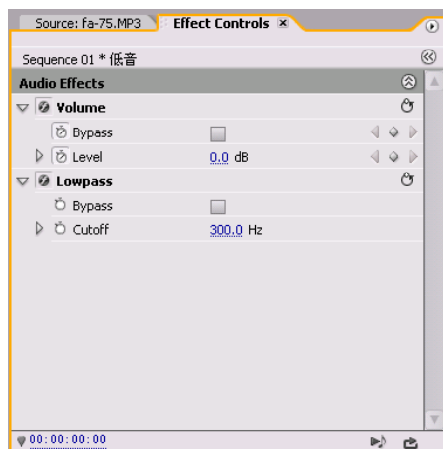 Source: fa-75.MP3 Effect Controls
Sequence 01 * 低音
Audio Effects
Volume
Bypass
Level 0.0 dB
Lowpass
Bypass
Cutoff 300.0 Hz
00:00:00:00